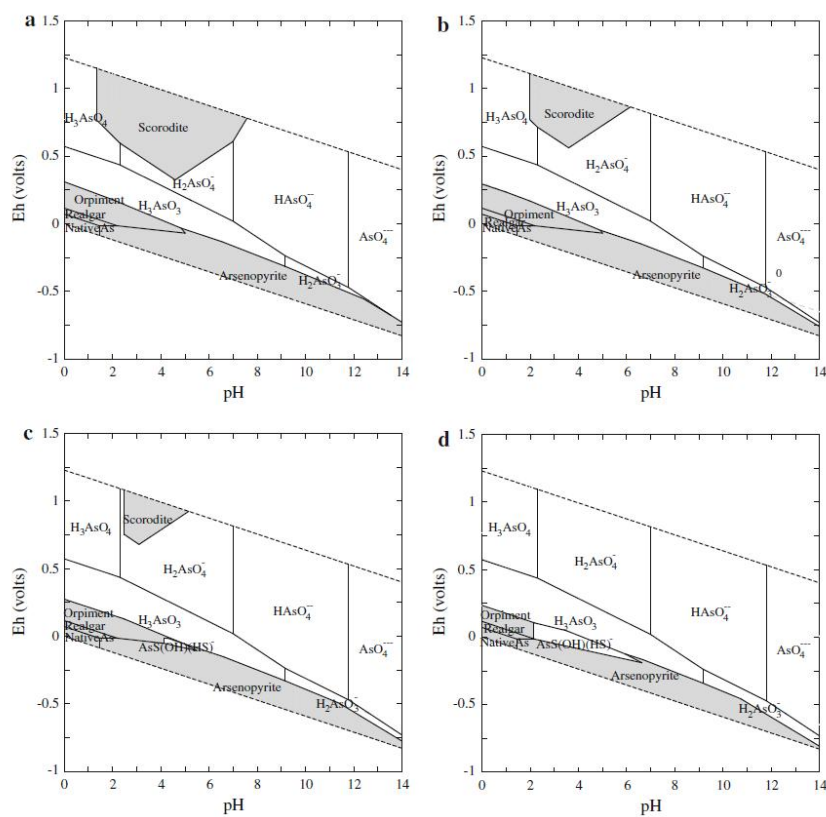 a
1.5
1
0.5
0
-0.5
-1
Eh (volts)
0 2 4 6 8 10 12 14
pH
Scorodite
H₃AsO₄
H₂AsO₄⁻
HAsO₄⁻⁻
AsO₄⁻⁻⁻
Orpiment
Realgar
NativeAs
H₃AsO₃
Arsenopyrite
H₂AsO₃⁻
b
1.5
1
0.5
0
-0.5
-1
Eh (volts)
0 2 4 6 8 10 12 14
pH
Scorodite
H₃AsO₄
H₂AsO₄⁻
HAsO₄⁻⁻
AsO₄⁻⁻⁻
Orpiment
Realgar
NativeAs
H₃AsO₃
Arsenopyrite
0
H₂AsO₃⁻
c
1.5
1
0.5
0
-0.5
-1
Eh (volts)
0 2 4 6 8 10 12 14
pH
Scorodite
H₃AsO₄
H₂AsO₄⁻
HAsO₄⁻⁻
AsO₄⁻⁻⁻
Orpiment
Realgar
NativeAs
H₃AsO₃
AsS(OH)(HS)⁻
Arsenopyrite
H₂AsO₃⁻
d
1.5
1
0.5
0
-0.5
-1
Eh (volts)
0 2 4 6 8 10 12 14
pH
H₃AsO₄
H₂AsO₄⁻
HAsO₄⁻⁻
AsO₄⁻⁻⁻
Orpiment
Realgar
NativeAs
H₃AsO₃
AsS(OH)(HS)⁻
Arsenopyrite
H₂AsO₃⁻